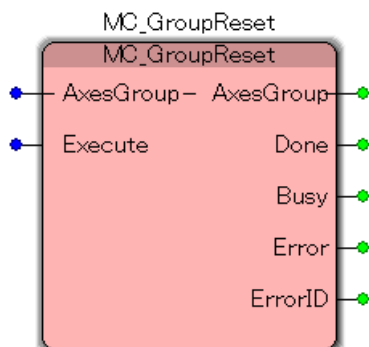 MC_GroupReset
MC_GroupReset
AxesGroup — AxesGroup
Execute Done
Busy
Error
ErrorID